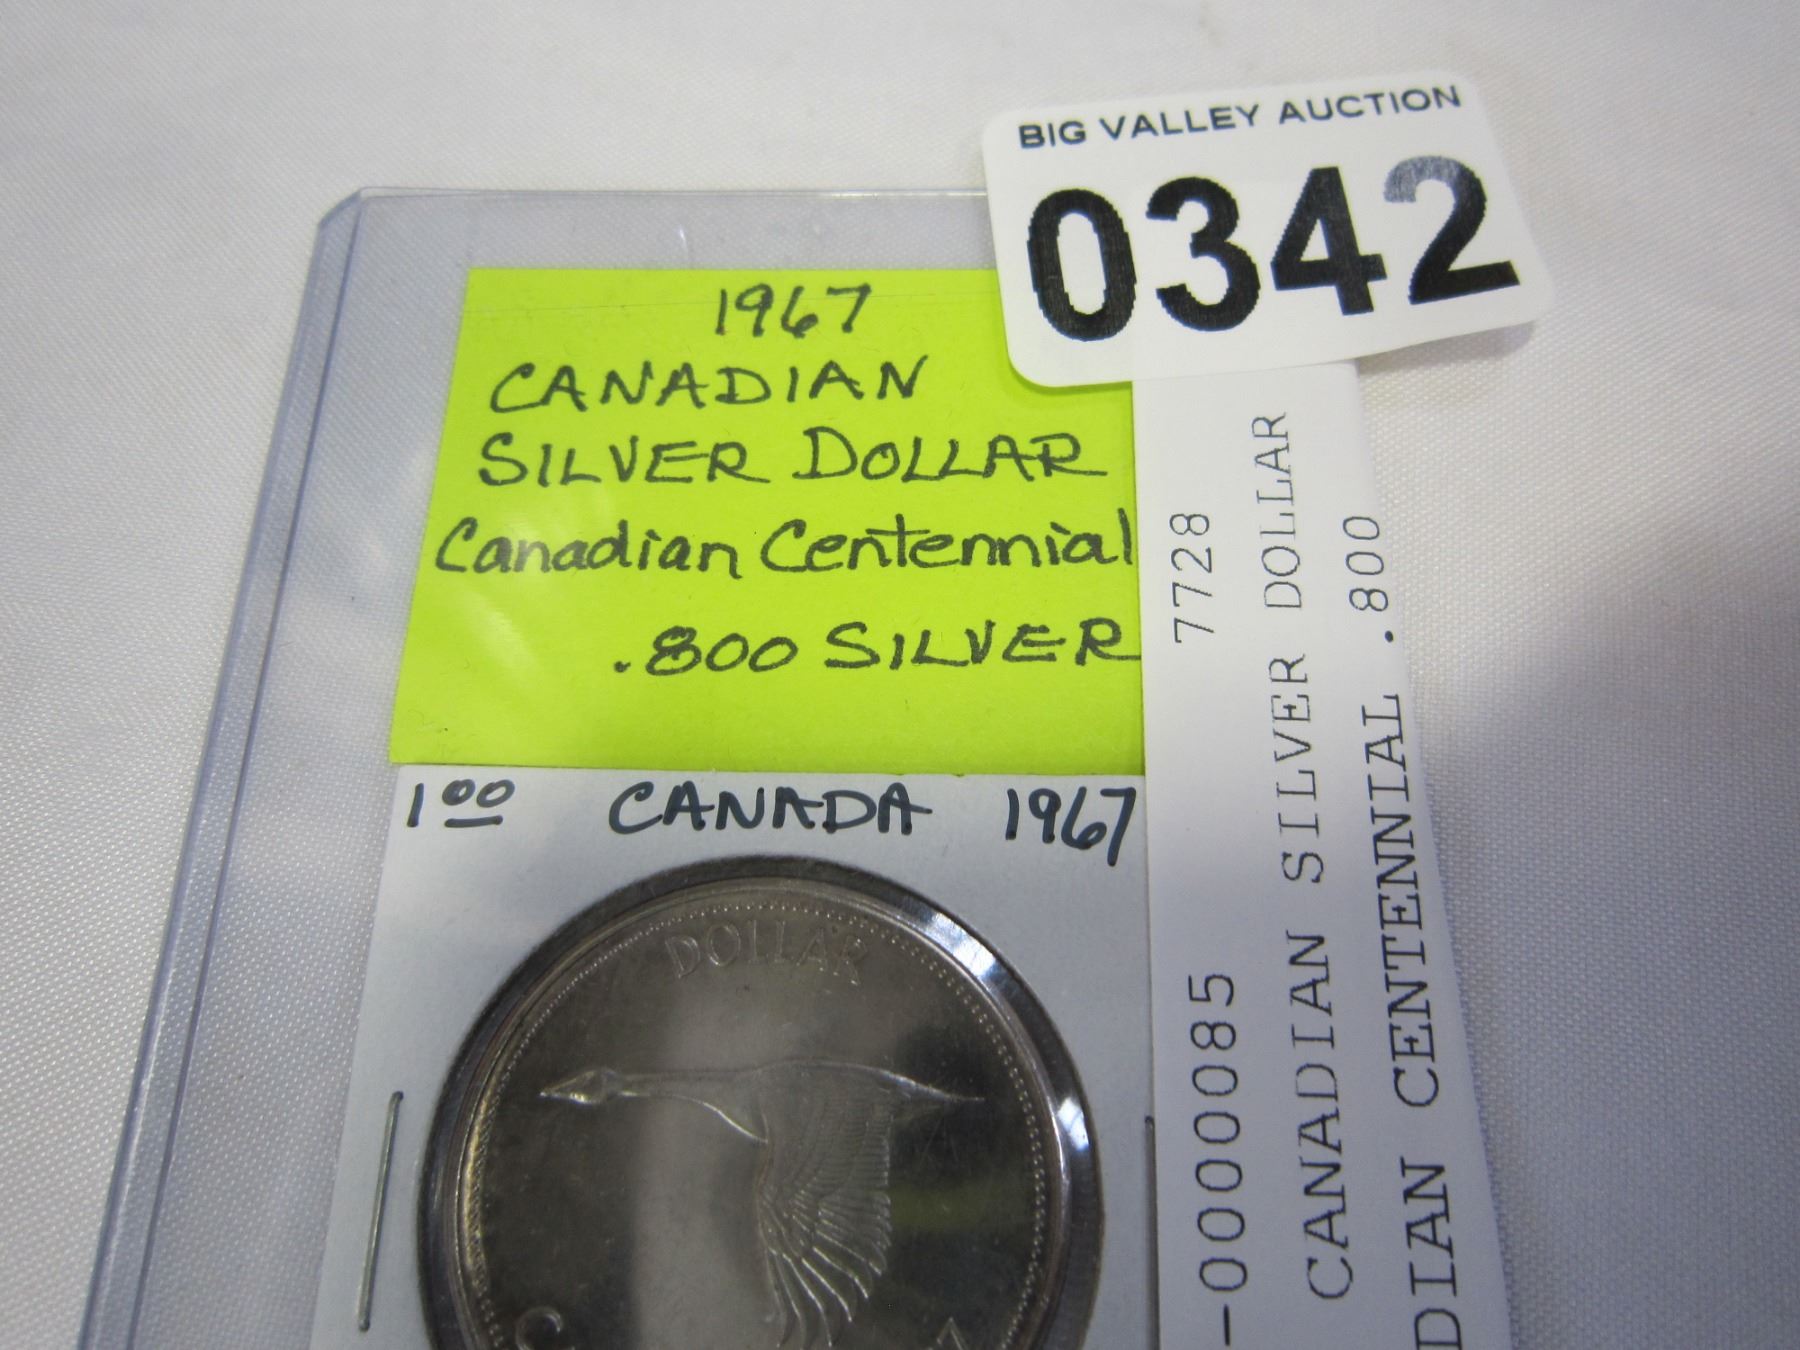 BIG VALLEY AUCTION
0342
1967
CANADIAN
SILVER DOLLAR
Canadian Centennial
.800 SILVER
1.00 CANADA 1967
DOLLAR
-0000085 7728
CANADIAN SILVER DOLLAR
DIAN CENTENNIAL .800